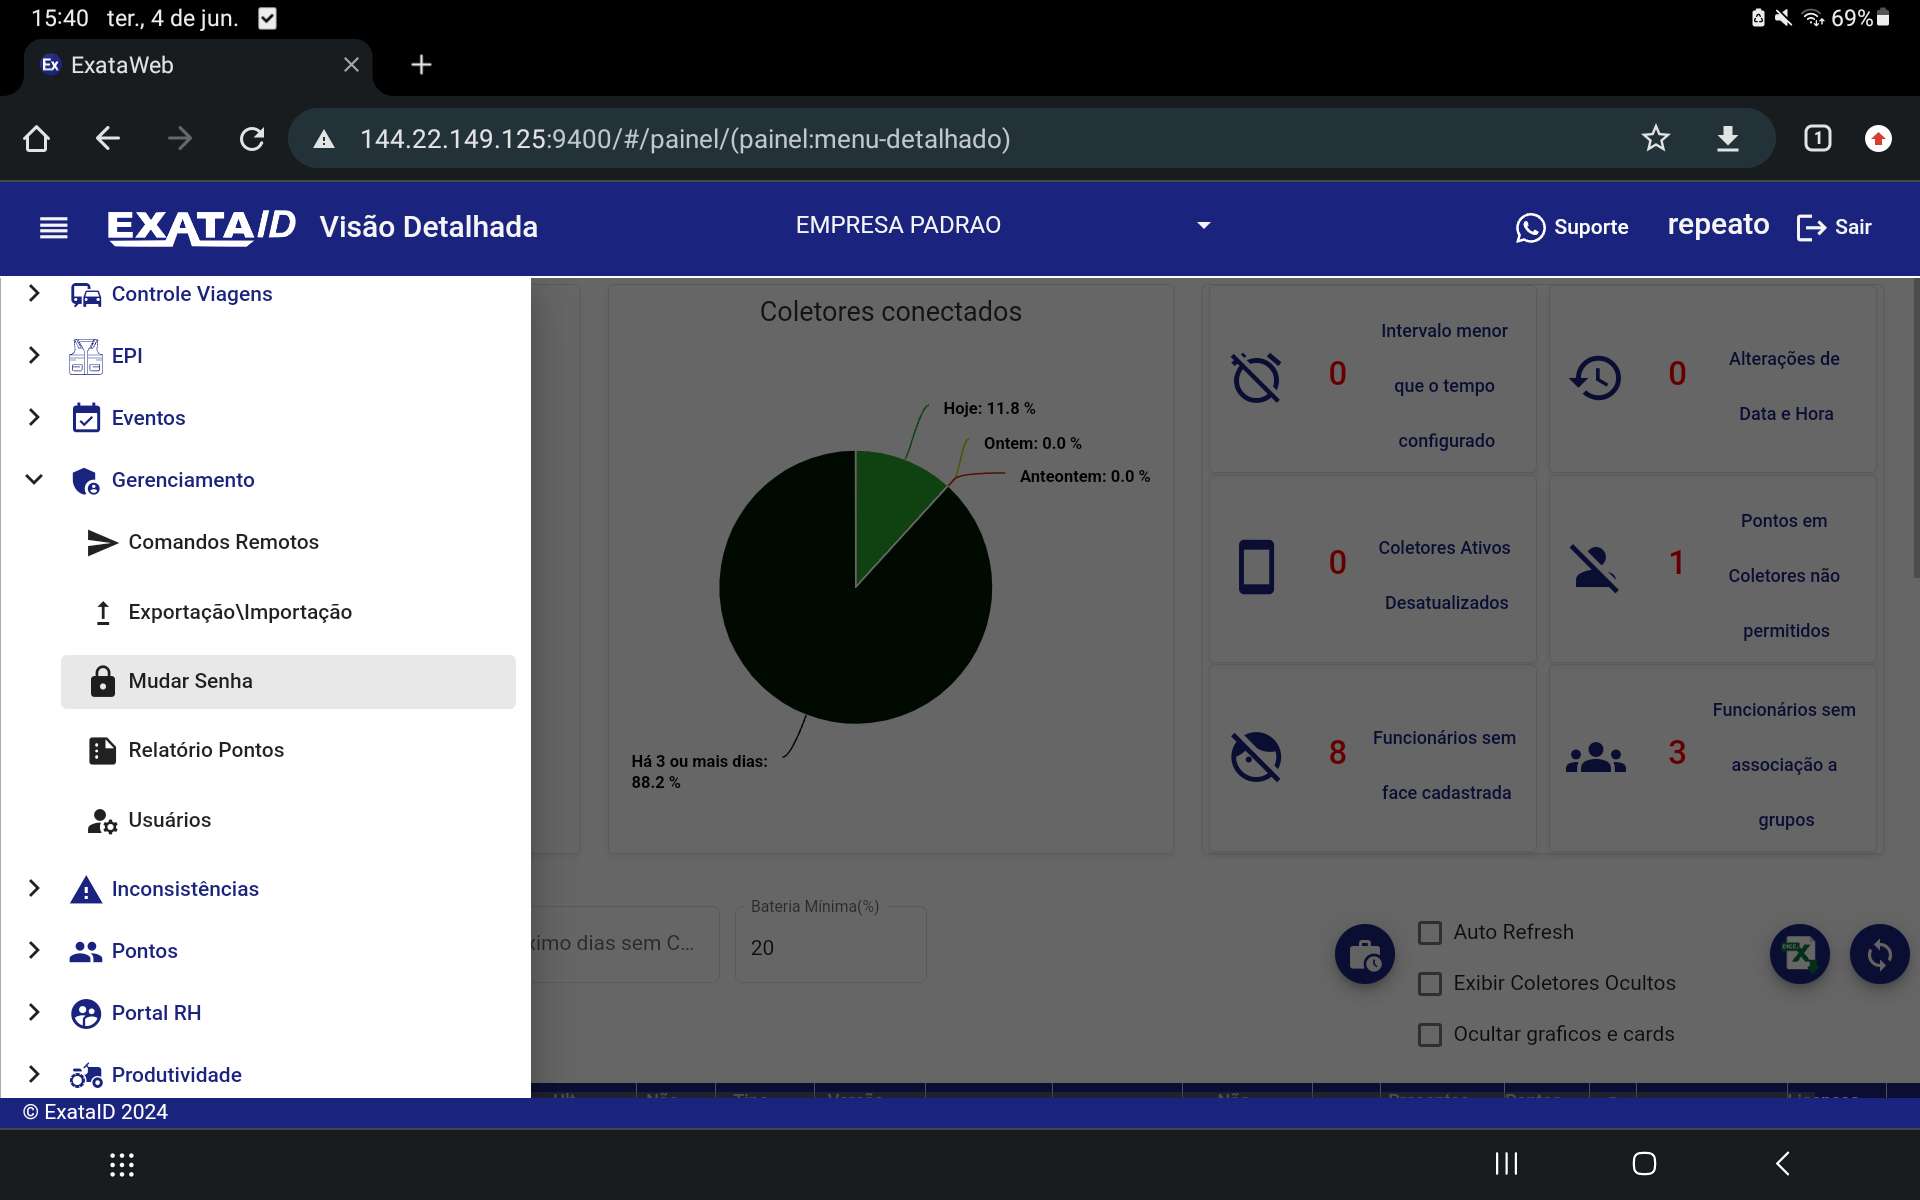 15:40 ter., 4 de jun.
69%
Ex ExataWeb
144.22.149.125:9400/#/painel/(painel:menu-detalhado)
1
EXATAID Visão Detalhada
EMPRESA PADRAO
Suporte
repeato
Sair
Controle Viagens
EPI
Eventos
Gerenciamento
Comandos Remotos
Exportação\Importação
Mudar Senha
Relatório Pontos
Usuários
Inconsistências
Pontos
Portal RH
Produtividade
Coletores conectados
Hoje: 11.8 %
Ontem: 0.0 %
Anteontem: 0.0 %
Há 3 ou mais dias:
88.2 %
0
Intervalo menor
que o tempo
configurado
0
Alterações de
Data e Hora
0
Coletores Ativos
Desatualizados
1
Pontos em
Coletores não
permitidos
8
Funcionários sem
face cadastrada
3
Funcionários sem
associação a
grupos
dias sem C...
Bateria Mínima(%)
20
Auto Refresh
Exibir Coletores Ocultos
Ocultar graficos e cards
© ExataID 2024